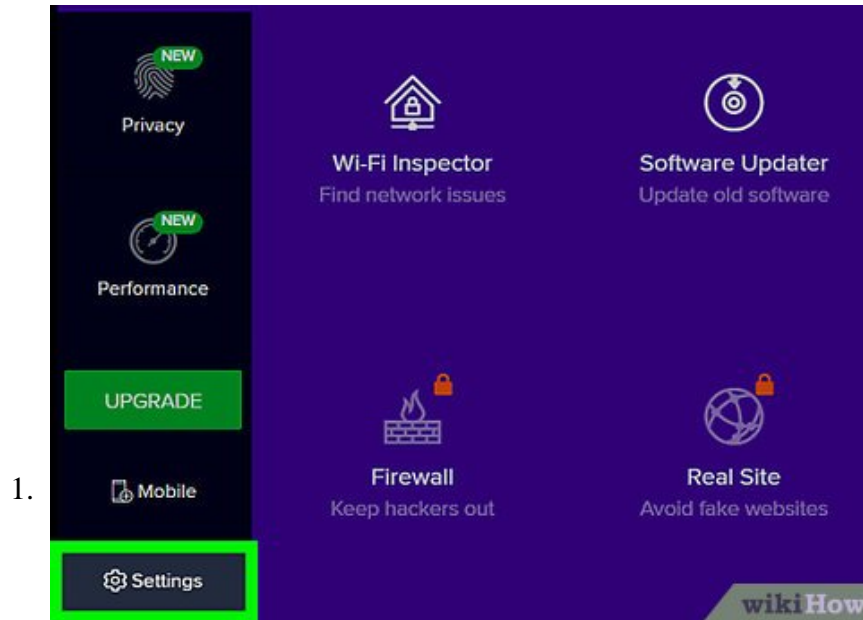 NEW
Privacy
Wi-Fi Inspector
Find network issues
Software Updater
Update old software
NEW
Performance
UPGRADE
Firewall
Keep hackers out
Real Site
Avoid fake websites
1.
Mobile
Settings
wikiHow